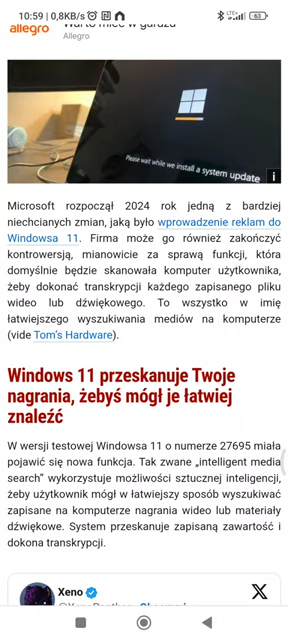 10:59 | 0,8KB/s
LTE+
63
allegro
Allegro
Please wait while we install a system update
i
Microsoft rozpoczął 2024 rok jedną z bardziej
niechcianych zmian, jaką było wprowadzenie reklam do
Windowsa 11. Firma może go również zakończyć
kontrowersją, mianowicie za sprawą funkcji, która
domyślnie będzie skanowała komputer użytkownika,
żeby dokonać transkrypcji każdego zapisanego pliku
wideo lub dźwiękowego. To wszystko w imię
łatwiejszego wyszukiwania mediów na komputerze
(vide Tom's Hardware).
Windows 11 przeskanuje Twoje
nagrania, żebyś mógł je łatwiej
znaleźć
W wersji testowej Windowsa 11 o numerze 27695 miała
pojawić się nowa funkcja. Tak zwane „intelligent media
search" wykorzystuje możliwości sztucznej inteligencji,
żeby użytkownik mógł w łatwiejszy sposób wyszukiwać
zapisane na komputerze nagrania wideo lub materiały
dźwiękowe. System przeskanuje zapisaną zawartość i
dokona transkrypcji.
Xeno